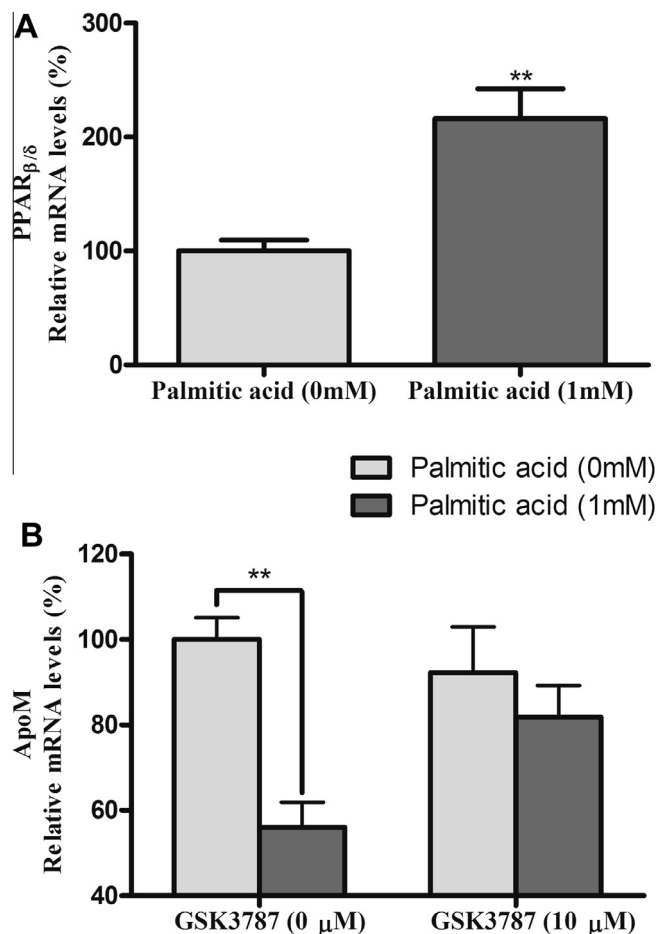 A
PPARβ/δ
Relative mRNA levels (%)
300
200
100
0
**
Palmitic acid (0mM)
Palmitic acid (1mM)
Palmitic acid (0mM)
Palmitic acid (1mM)
B
ApoM
Relative mRNA levels (%)
120
100
80
60
40
**
GSK3787 (0 μM)
GSK3787 (10 μM)